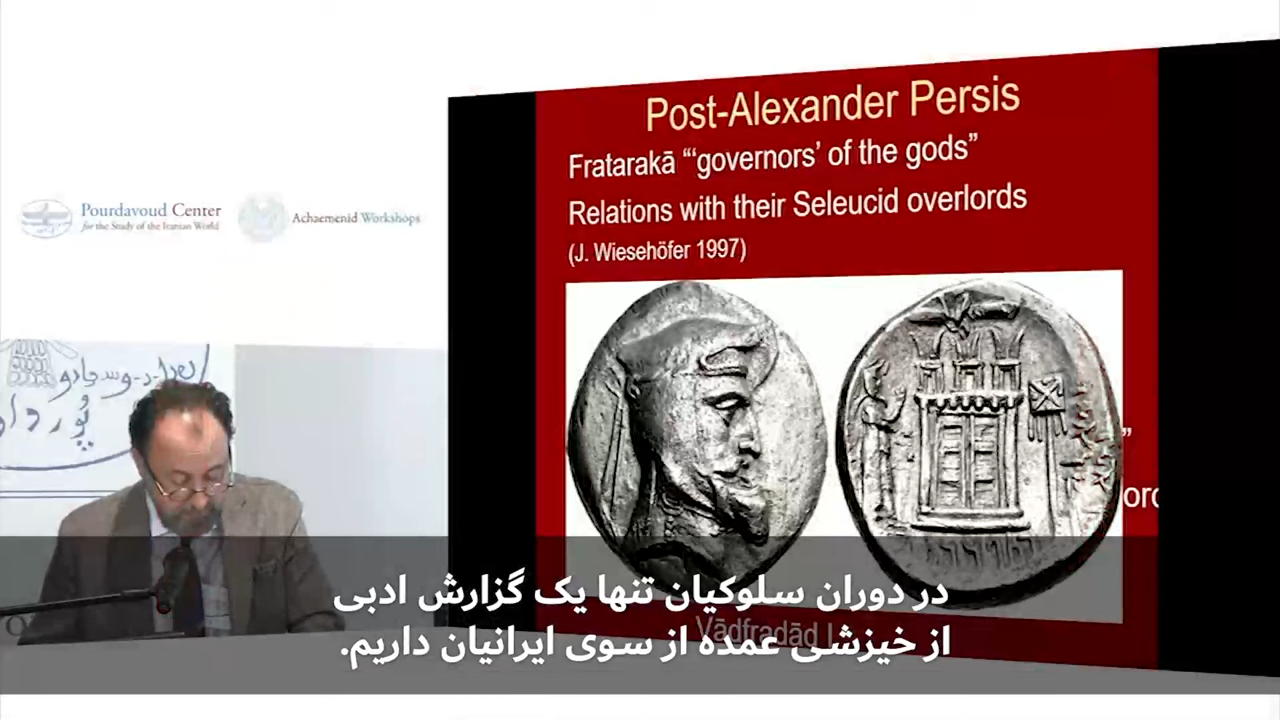 Post-Alexander Persis
Fratarakā “‘governors’ of the gods”
Relations with their Seleucid overlords
(J. Wiesehöfer 1997)
Pourdavoud Center
for the Study of the Iranian World
Achaemenid Workshops
پور
Vādfradād I
در دوران سلوکیان تنها یک گزارش ادبی
از خیزشی عمده از سوی ایرانیان داریم.